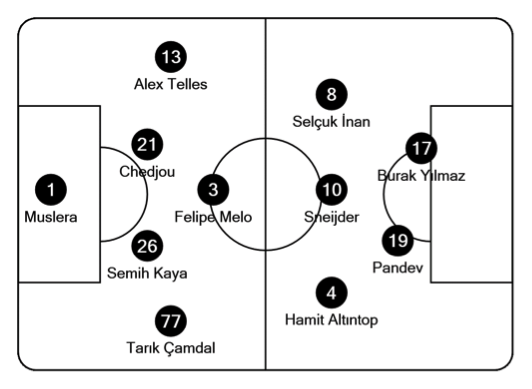 13
Alex Telles
8
Selçuk İnan
21
Chedjou
17
Burak Yılmaz
1
Muslera
3
Felipe Melo
10
Sneijder
26
Semih Kaya
19
Pandev
4
Hamit Altıntop
77
Tarık Çamdal